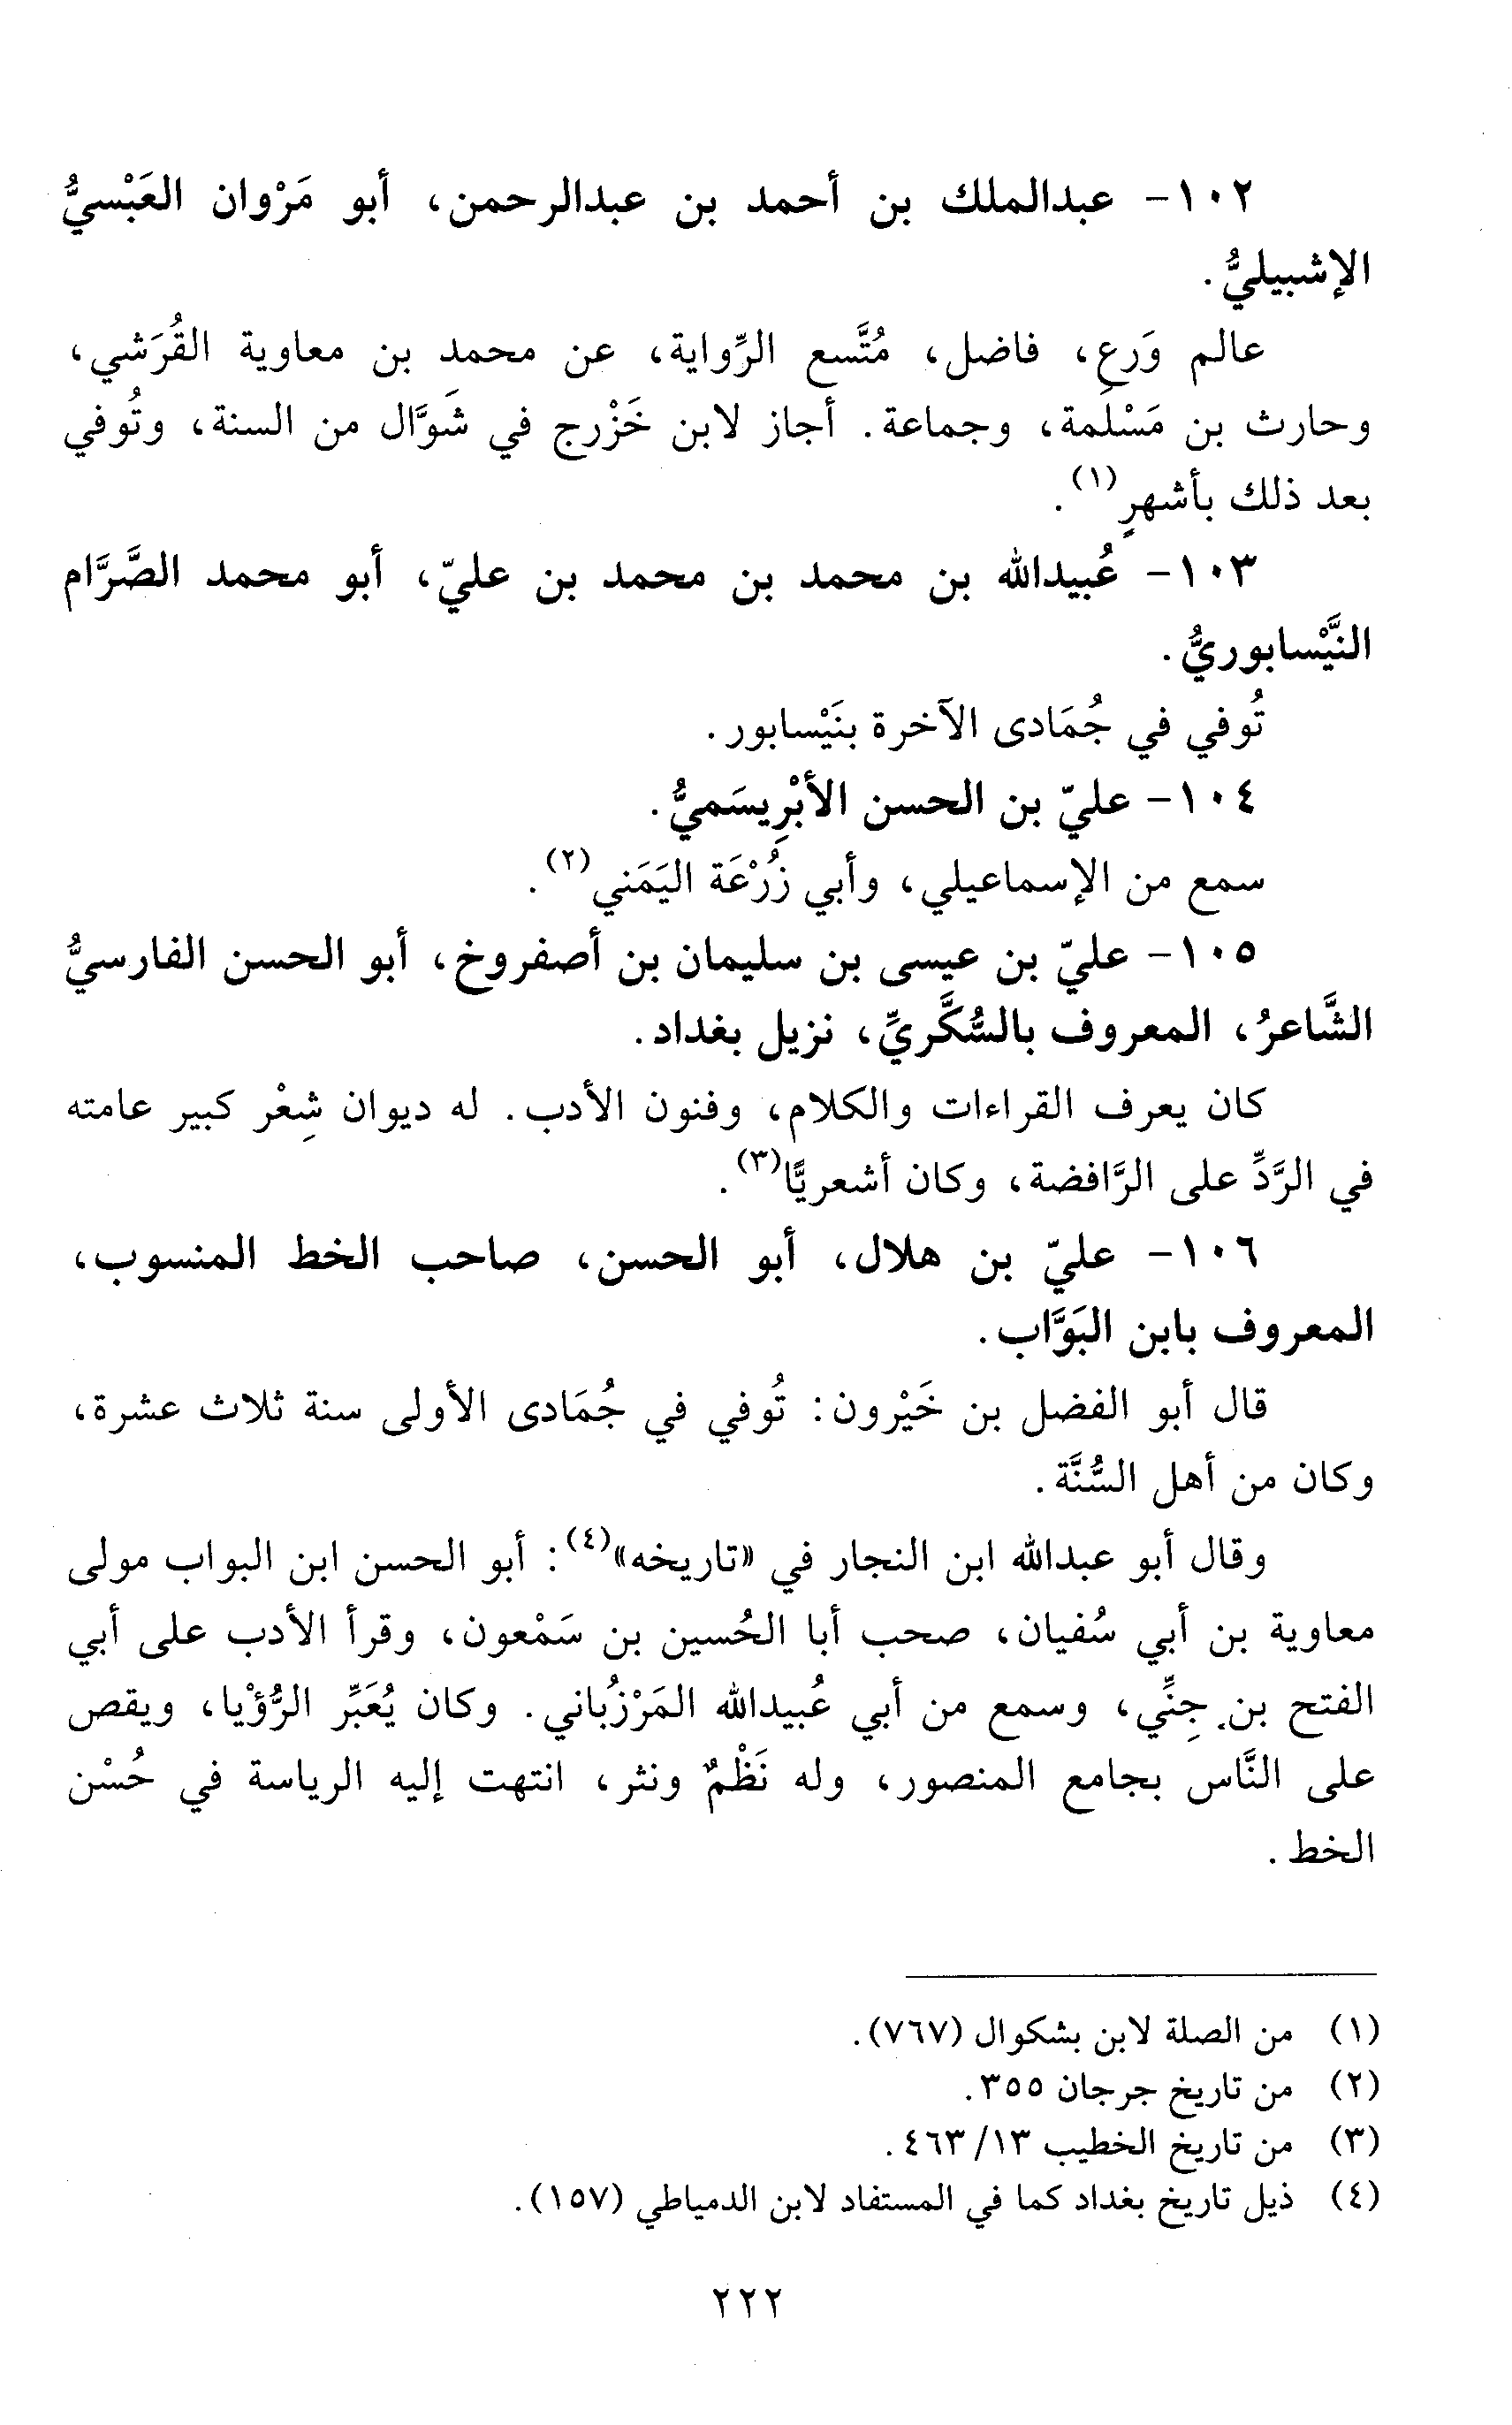 ١٠٢- عبدالملك بن أحمد بن عبدالرحمن، أبو مَرْوان العَبْسيُّ
الإشبيليُّ.
عالم وَرِع، فاضل، مُتَّسع الرِّواية، عن محمد بن معاوية القُرَشي،
وحارث بن مَسْلمة، وجماعة. أجاز لابن خَزْرج في شَوَّال من السنة، وتُوفي
بعد ذلك بأشهرٍ(١).
١٠٣- عُبيدالله بن محمد بن محمد بن عليّ، أبو محمد الصَّرَّام
النَّيْسابوريُّ.
تُوفي في جُمَادى الآخرة بنَيْسابور.
١٠٤- عليّ بن الحسن الأبْرِيسَميُّ.
سمع من الإسماعيلي، وأبي زُرْعَة اليَمَني(٢).
١٠٥- عليّ بن عيسى بن سليمان بن أصفروخ، أبو الحسن الفارسيُّ
الشَّاعرُ، المعروف بالسُّكَّريِّ، نزيل بغداد.
كان يعرف القراءات والكلام، وفنون الأدب. له ديوان شِعْر كبير عامته
في الرَّدِّ على الرَّافضة، وكان أشعريًّا(٣).
١٠٦- عليّ بن هلال، أبو الحسن، صاحب الخط المنسوب،
المعروف بابن البَوَّاب.
قال أبو الفضل بن خَيْرون: تُوفي في جُمَادى الأولى سنة ثلاث عشرة،
وكان من أهل السُّنَّة.
وقال أبو عبدالله ابن النجار في «تاريخه»(٤): أبو الحسن ابن البواب مولى
معاوية بن أبي سُفيان، صحب أبا الحُسين بن سَمْعون، وقرأ الأدب على أبي
الفتح بن جِنِّي، وسمع من أبي عُبيدالله المَرْزُباني. وكان يُعَبِّر الرُّؤْيا، ويقص
على النَّاس بجامع المنصور، وله نَظْمٌ ونثر، انتهت إليه الرياسة في حُسْن
الخط.
(١) من الصلة لابن بشكوال (٧٦٧).
(٢) من تاريخ جرجان ٣٥٥.
(٣) من تاريخ الخطيب ١٣/ ٤٦٣.
(٤) ذيل تاريخ بغداد كما في المستفاد لابن الدمياطي (١٥٧).
٢٢٢